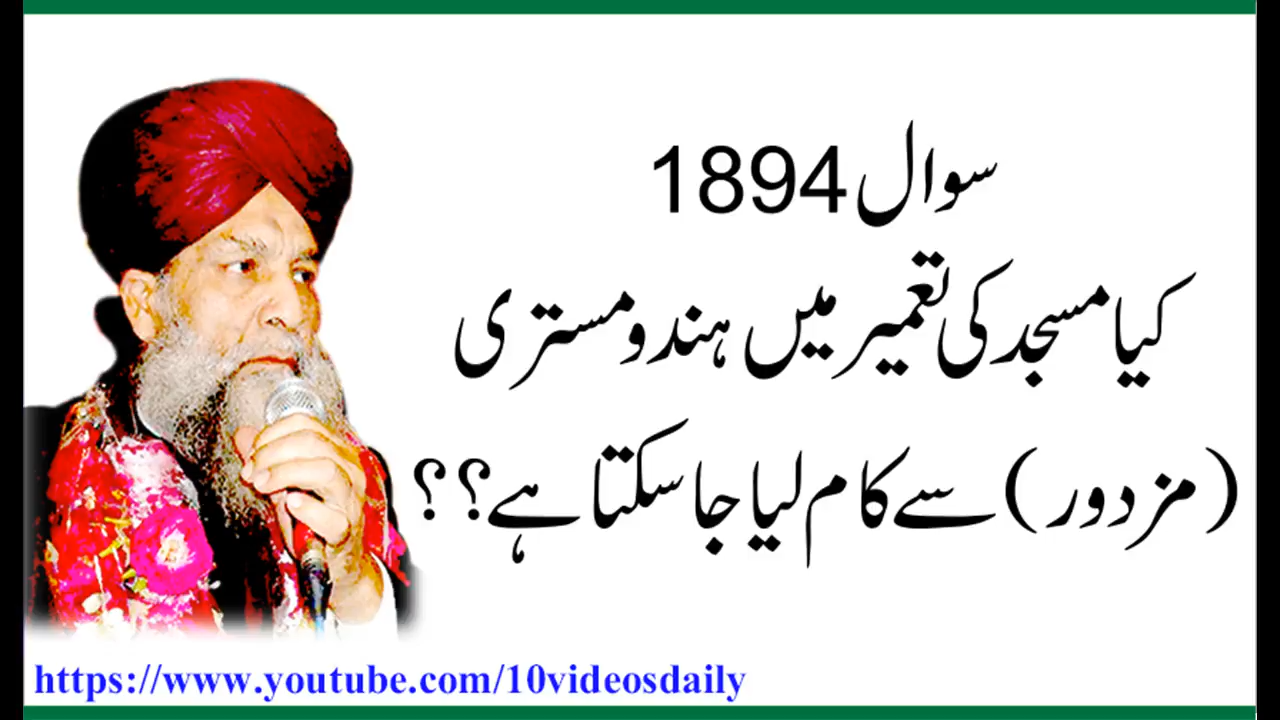 سوال 1894
کیا مسجد کی تعمیر میں ہندو مستری
(مزدور) سے کام لیا جا سکتا ہے؟؟
https://www.youtube.com/10videosdaily